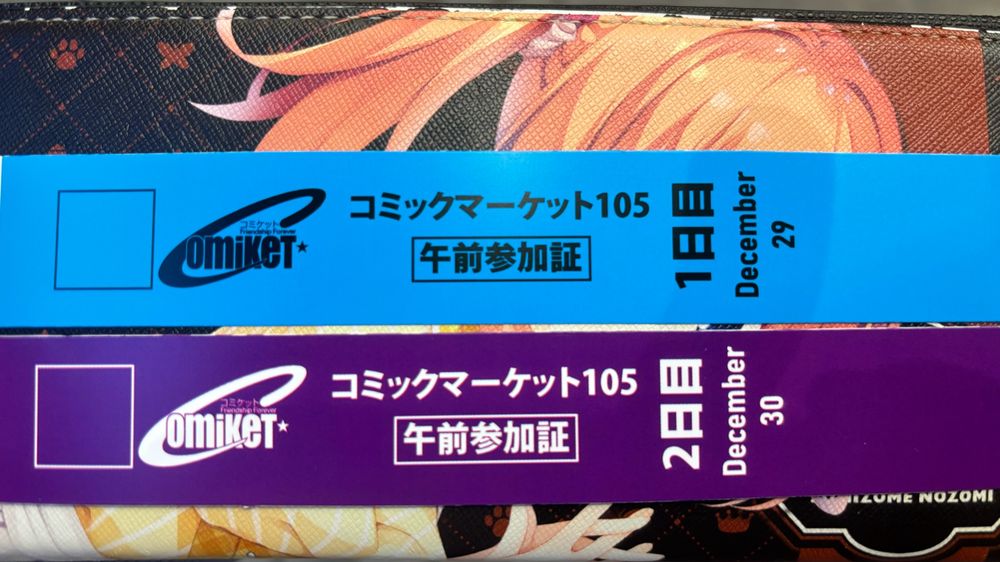 コミケット
Friendship Forever
COMIKET
コミックマーケット105
午前参加証
1日目
December
29
コミケット
Friendship Forever
COMIKET
コミックマーケット105
午前参加証
2日目
December
30
NOZOMI